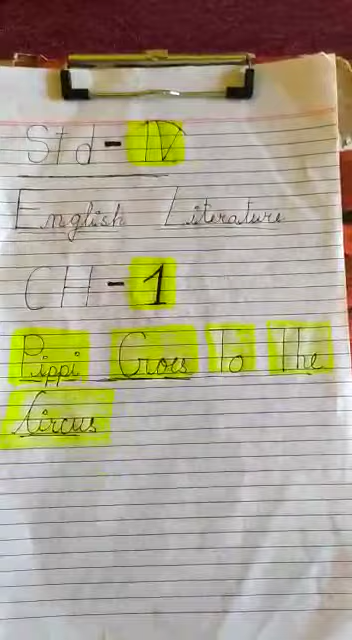 Std - IV
English Literature
CH - 1
Pippi Goes To The
Circus